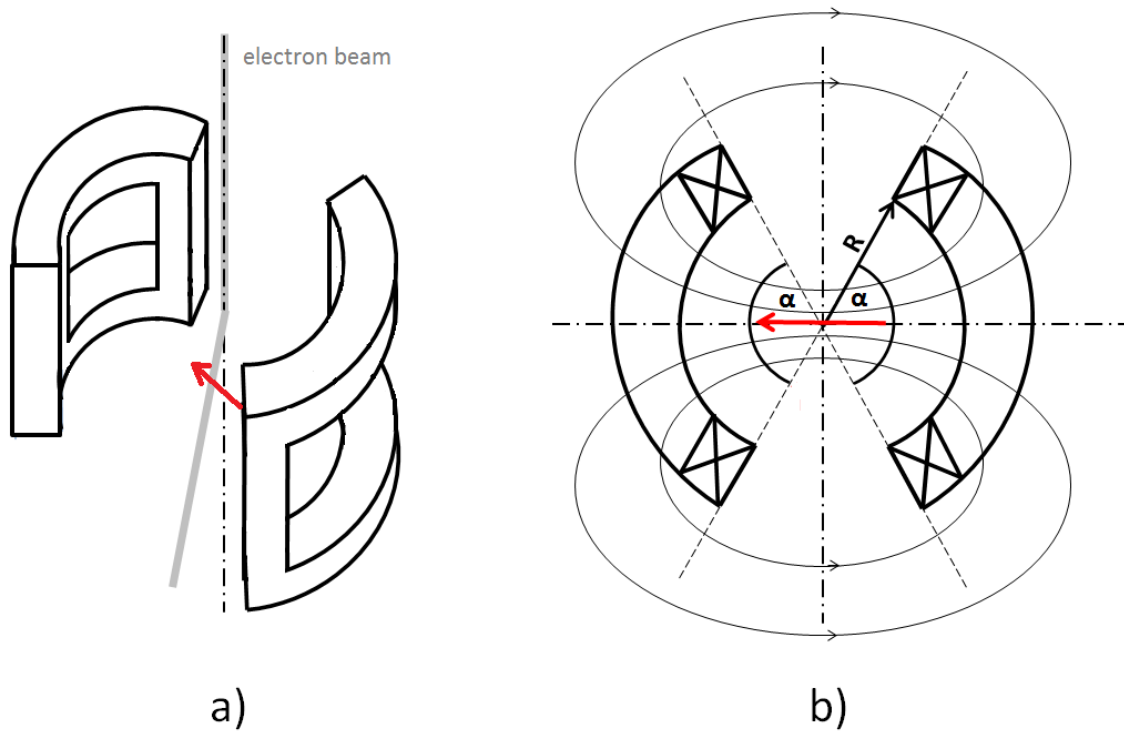 electron beam
R
α α
a) b)